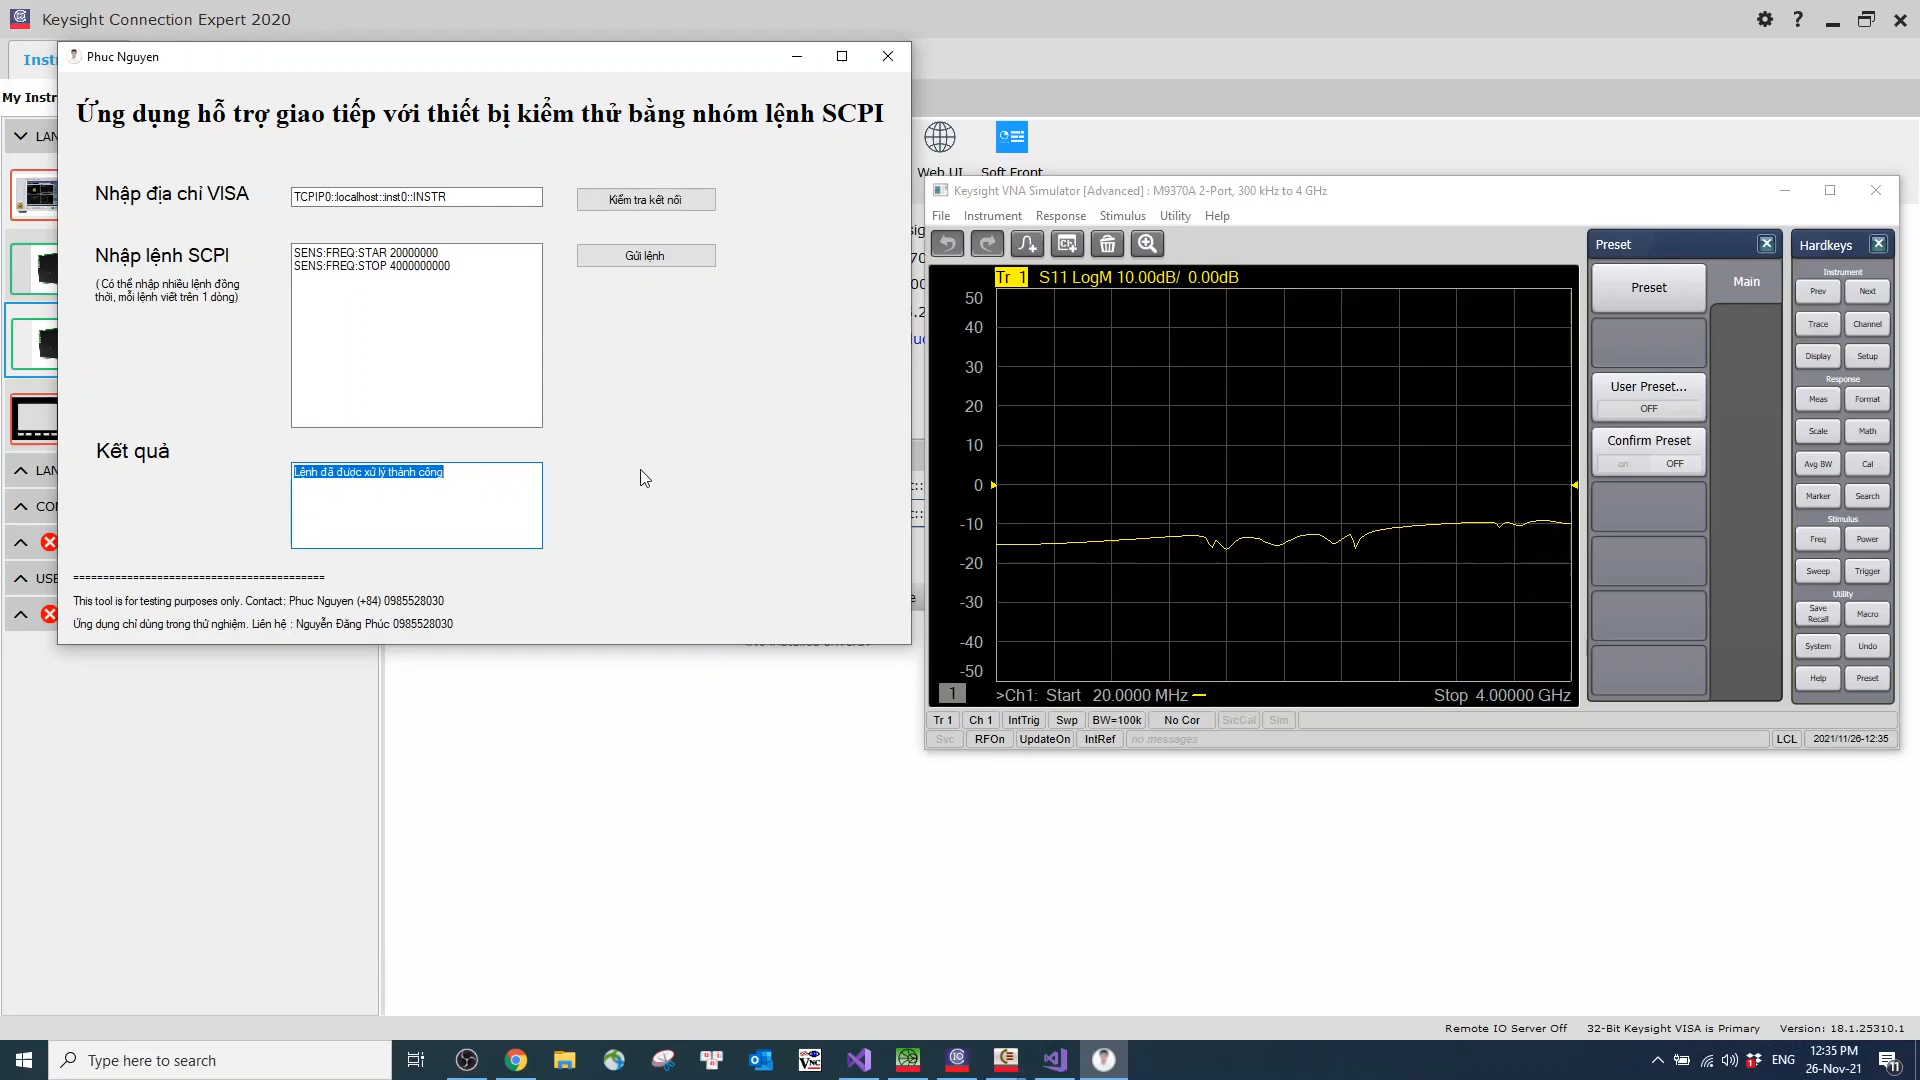 Keysight Connection Expert 2020
Inst
My Instr
LAN
LAN
COM
USB
Phuc Nguyen
Ứng dụng hỗ trợ giao tiếp với thiết bị kiểm thử bằng nhóm lệnh SCPI
Nhập địa chỉ VISA
TCPIP0::localhost::inst0::INSTR
Kiểm tra kết nối
Nhập lệnh SCPI
(Có thể nhập nhiều lệnh đồng
thời, mỗi lệnh viết trên 1 dòng)
SENS:FREQ:STAR 20000000
SENS:FREQ:STOP 4000000000
Gửi lệnh
Kết quả
Lệnh đã được xử lý thành công
==========================================
This tool is for testing purposes only. Contact: Phuc Nguyen (+84) 0985528030
Ứng dụng chỉ dùng trong thử nghiệm. Liên hệ : Nguyễn Đăng Phúc 0985528030
Web UI
Soft Front
Keysight VNA Simulator [Advanced] : M9370A 2-Port, 300 kHz to 4 GHz
File Instrument Response Stimulus Utility Help
Tr 1 S11 LogM 10.00dB/ 0.00dB
50
40
30
20
10
0
-10
-20
-30
-40
-50
1
>Ch1: Start 20.0000 MHz
Stop 4.00000 GHz
Tr 1 Ch 1 IntTrig Swp BW=100k No Cor SrcCal Sim
Svc RFOn UpdateOn IntRef no messages LCL 2021/11/26-12:35
Preset
Preset
Main
User Preset...
OFF
Confirm Preset
on OFF
Hardkeys
Instrument
Prev Next
Trace Channel
Display Setup
Response
Meas Format
Scale Math
Avg BW Cal
Marker Search
Stimulus
Freq Power
Sweep Trigger
Utility
Save
Recall
Macro
System Undo
Help Preset
Remote IO Server Off 32-Bit Keysight VISA is Primary Version: 18.1.25310.1
Type here to search
ENG
12:35 PM
26-Nov-21
11